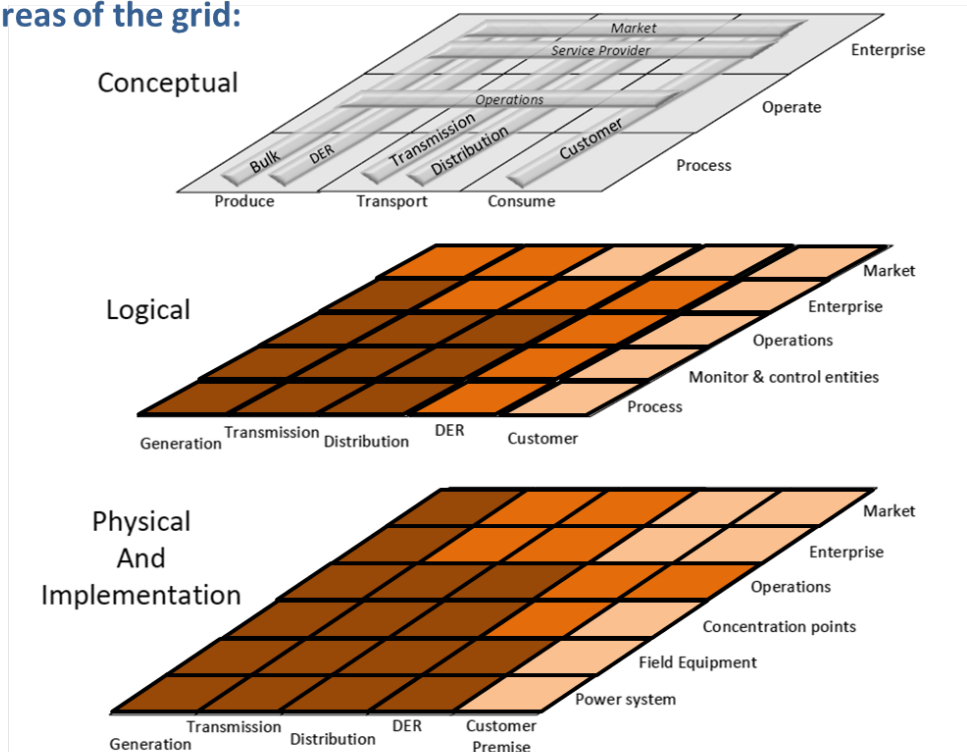 reas of the grid:
Conceptual
Market
Service Provider
Enterprise
Operations
Operate
Bulk
DER
Transmission
Distribution
Customer
Process
Produce
Transport
Consume
Logical
Market
Enterprise
Operations
Monitor & control entities
Process
Generation
Transmission
Distribution
DER
Customer
Physical
And
Implementation
Market
Enterprise
Operations
Concentration points
Field Equipment
Power system
Generation
Transmission
Distribution
DER
Customer
Premise